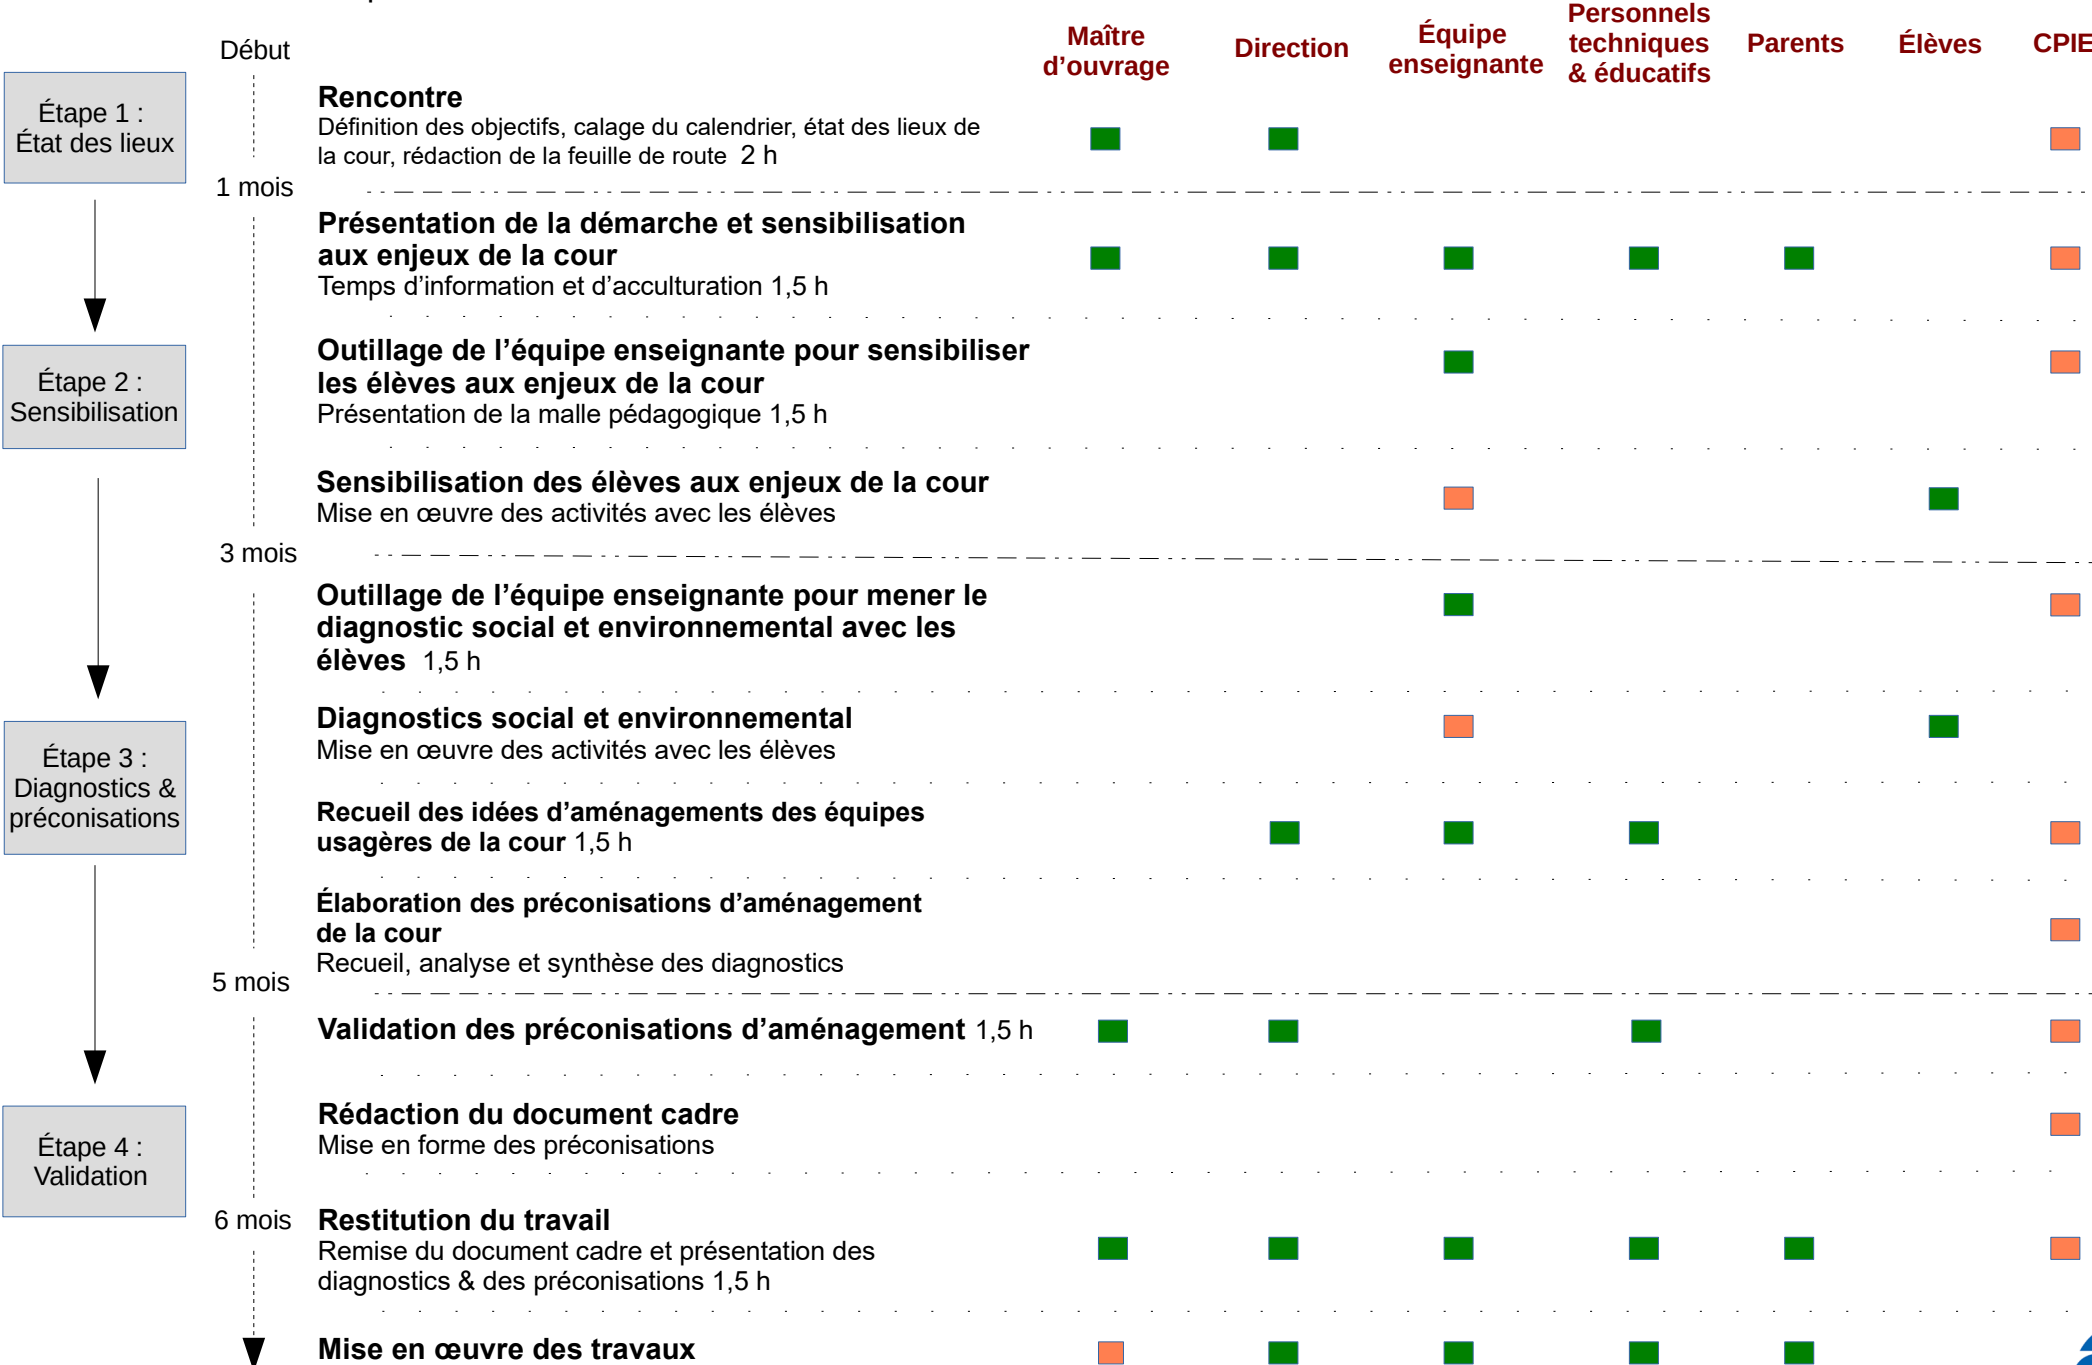 Début
Maître
d’ouvrage
Direction
Équipe
enseignante
Personnels
techniques
& éducatifs
Parents
Élèves
CPIE
Étape 1 :
État des lieux
Rencontre
Définition des objectifs, calage du calendrier, état des lieux de
la cour, rédaction de la feuille de route 2 h
1 mois
Présentation de la démarche et sensibilisation
aux enjeux de la cour
Temps d’information et d’acculturation 1,5 h
Étape 2 :
Sensibilisation
Outillage de l’équipe enseignante pour sensibiliser
les élèves aux enjeux de la cour
Présentation de la malle pédagogique 1,5 h
Sensibilisation des élèves aux enjeux de la cour
Mise en œuvre des activités avec les élèves
3 mois
Outillage de l’équipe enseignante pour mener le
diagnostic social et environnemental avec les
élèves 1,5 h
Étape 3 :
Diagnostics &
préconisations
Diagnostics social et environnemental
Mise en œuvre des activités avec les élèves
Recueil des idées d’aménagements des équipes
usagères de la cour 1,5 h
Élaboration des préconisations d’aménagement
de la cour
Recueil, analyse et synthèse des diagnostics
5 mois
Validation des préconisations d’aménagement 1,5 h
Étape 4 :
Validation
Rédaction du document cadre
Mise en forme des préconisations
6 mois
Restitution du travail
Remise du document cadre et présentation des
diagnostics & des préconisations 1,5 h
Mise en œuvre des travaux